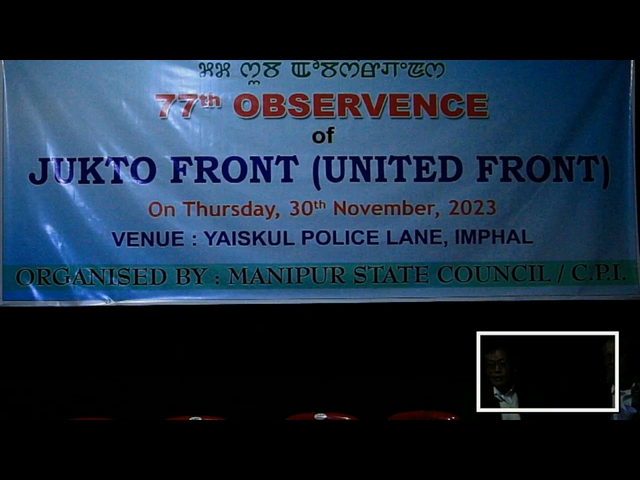 77th OBSERVENCE
of
JUKTO FRONT (UNITED FRONT)
On Thursday, 30th November, 2023
VENUE : YAISKUL POLICE LANE, IMPHAL
ORGANISED BY : MANIPUR STATE COUNCIL / C.P.I.